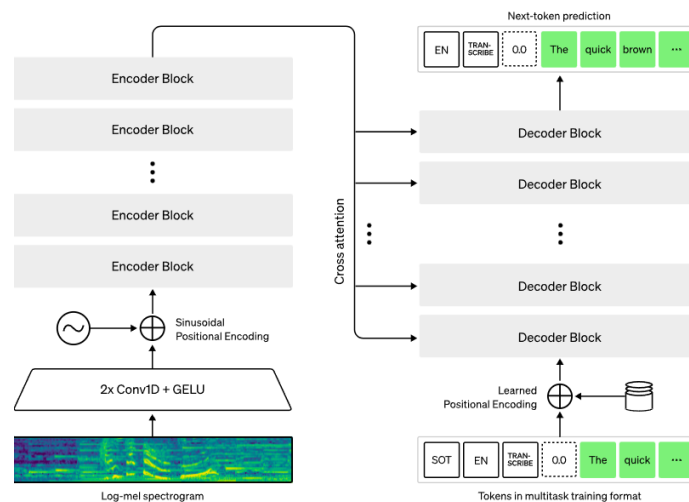 Next-token prediction
EN
TRAN-
SCRIBE
0.0
The
quick
brown
...
Encoder Block
Encoder Block
Encoder Block
Encoder Block
Sinusoidal
Positional Encoding
2x Conv1D + GELU
Log-mel spectrogram
Cross attention
Decoder Block
Decoder Block
Decoder Block
Decoder Block
Learned
Positional Encoding
SOT
EN
TRAN-
SCRIBE
0.0
The
quick
...
Tokens in multitask training format